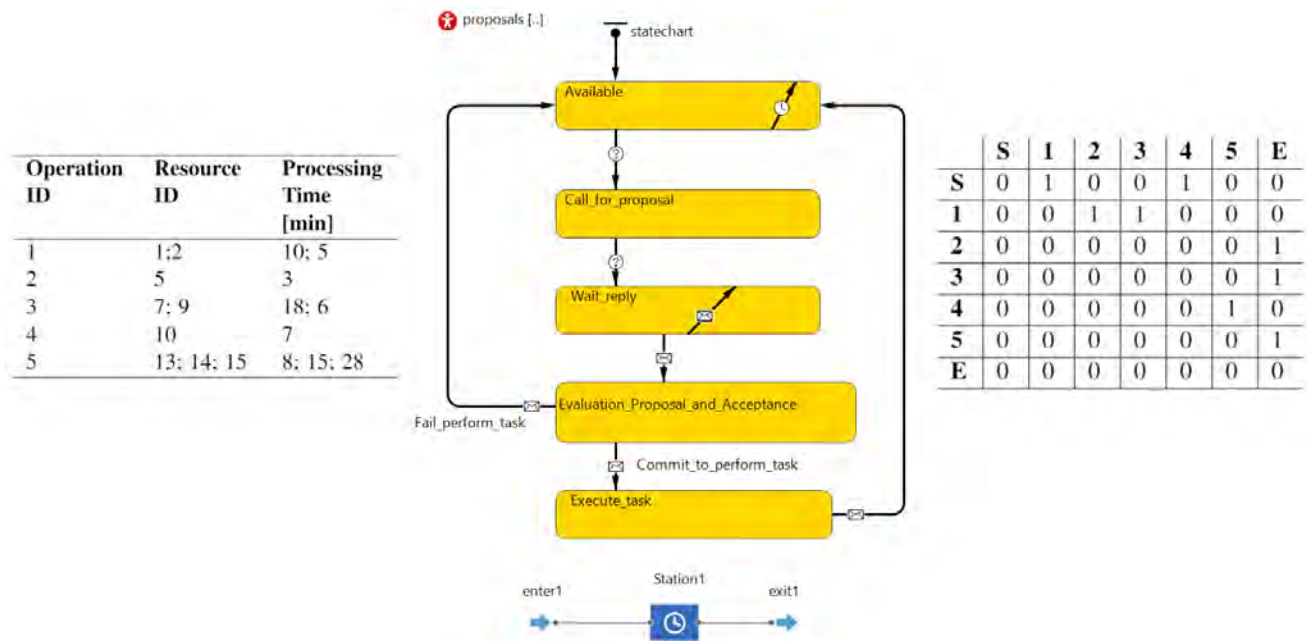 proposals [..]
statechart
Available
Call_for_proposal
Wait_reply
Evaluation_Proposal_and_Acceptance
Fail_perform_task
Commit_to_perform_task
Execute_task
enter1
Station1
exit1
Operation ID Resource ID Processing Time [min]
1 1;2 10; 5
2 5 3
3 7; 9 18; 6
4 10 7
5 13; 14; 15 8; 15; 28
S 1 2 3 4 5 E
S 0 1 0 0 1 0 0
1 0 0 1 1 0 0 0
2 0 0 0 0 0 0 1
3 0 0 0 0 0 0 1
4 0 0 0 0 0 1 0
5 0 0 0 0 0 0 1
E 0 0 0 0 0 0 0